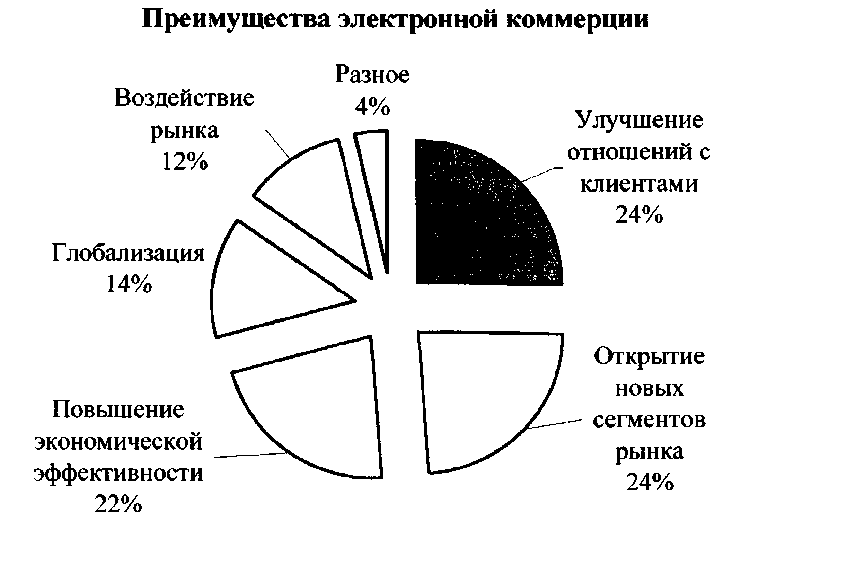 Преимущества электронной коммерции
Разное
4%
Воздействие
рынка
12%
Улучшение
отношений с
клиентами
24%
Глобализация
14%
Открытие
новых
сегментов
рынка
24%
Повышение
экономической
эффективности
22%